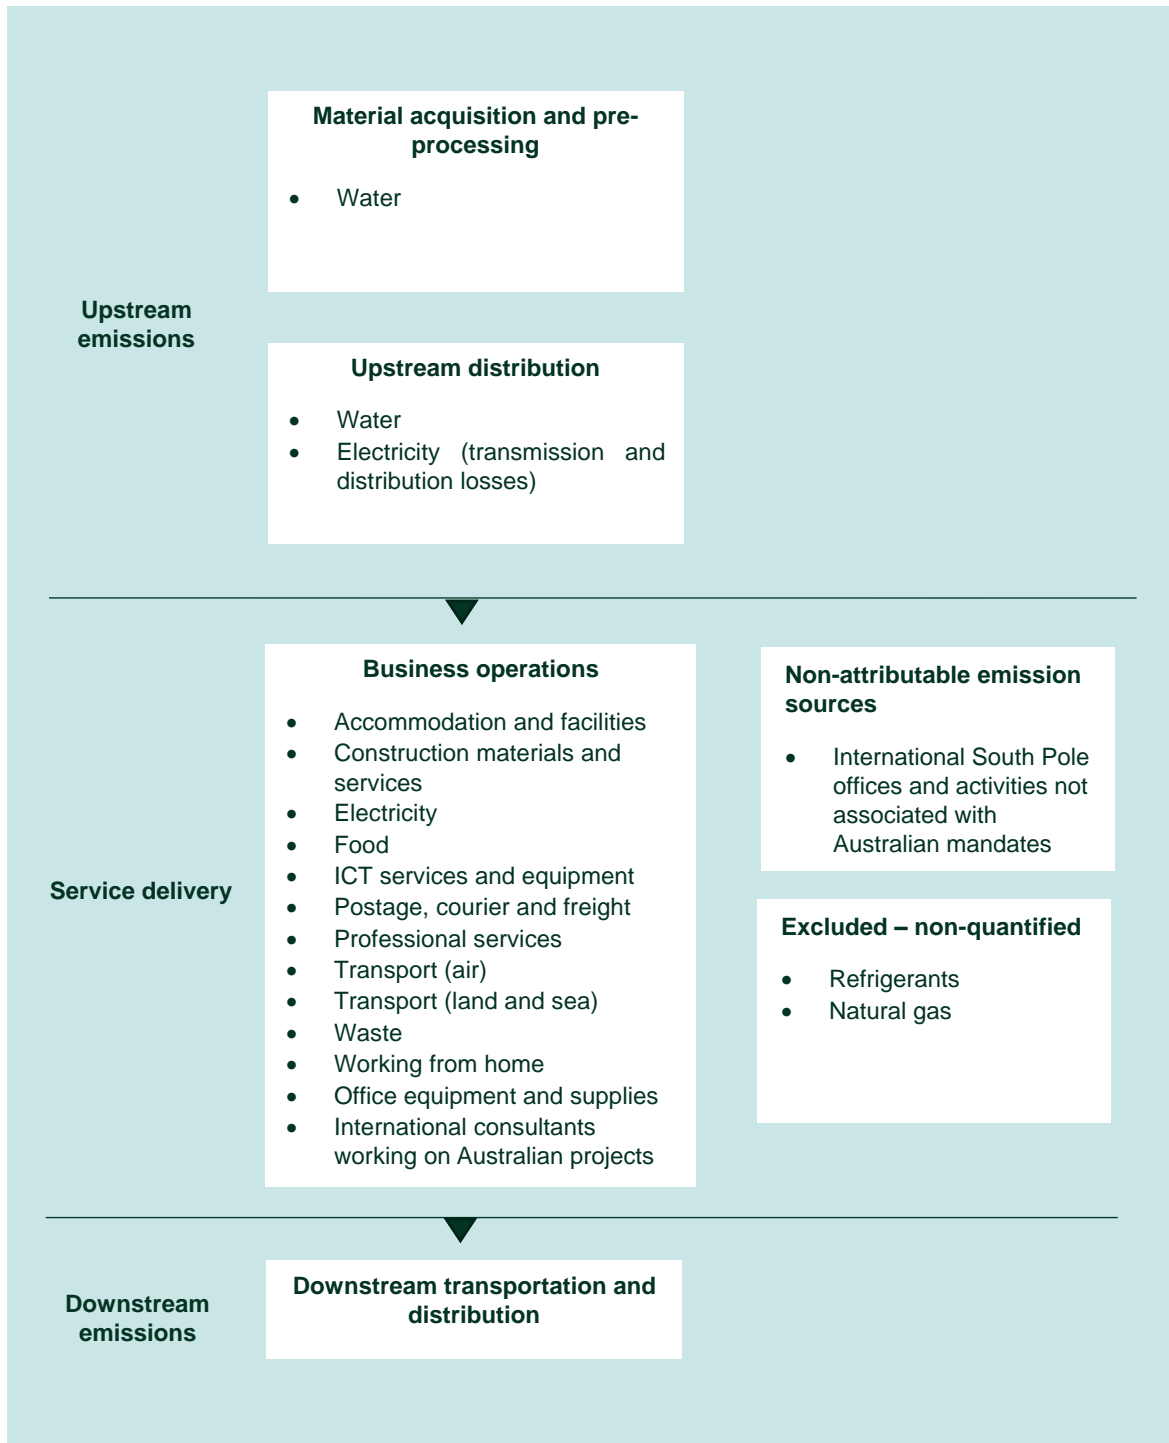 Material acquisition and pre-
processing
• Water
Upstream
emissions
Upstream distribution
• Water
• Electricity (transmission and
distribution losses)
Business operations
• Accommodation and facilities
• Construction materials and
services
• Electricity
• Food
• ICT services and equipment
• Postage, courier and freight
• Professional services
• Transport (air)
• Transport (land and sea)
• Waste
• Working from home
• Office equipment and supplies
• International consultants
working on Australian projects
Service delivery
Non-attributable emission
sources
• International South Pole
offices and activities not
associated with
Australian mandates
Excluded – non-quantified
• Refrigerants
• Natural gas
Downstream
emissions
Downstream transportation and
distribution